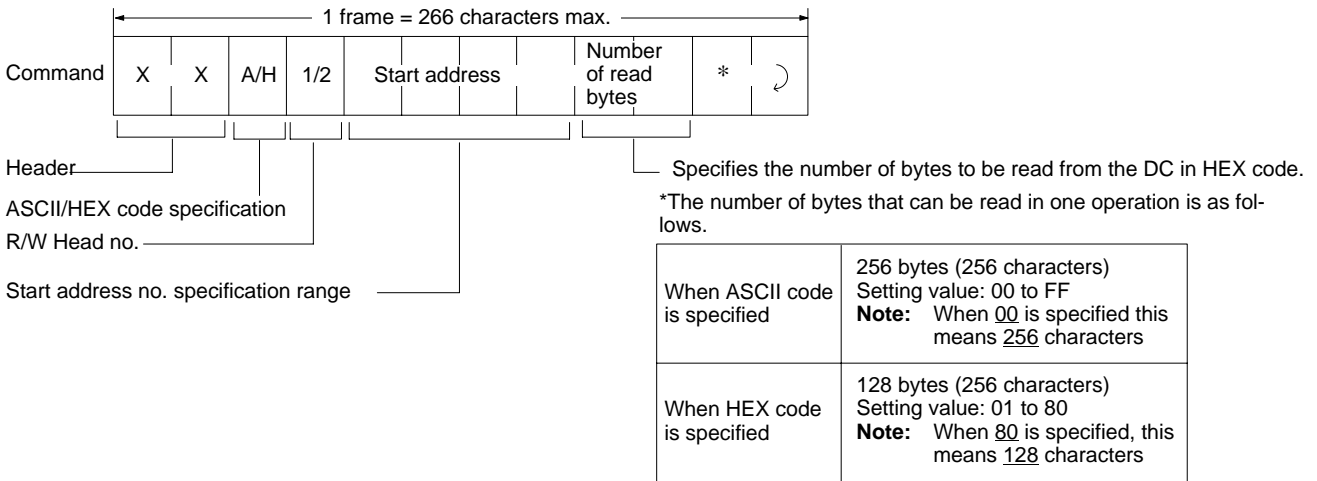 1 frame = 266 characters max.
Command X X A/H 1/2 Start address Number of read bytes *
Header
ASCII/HEX code specification
R/W Head no.
Start address no. specification range
Specifies the number of bytes to be read from the DC in HEX code.
*The number of bytes that can be read in one operation is as fol-
lows.
When ASCII code
is specified
256 bytes (256 characters)
Setting value: 00 to FF
Note: When 00 is specified this
means 256 characters
When HEX code
is specified
128 bytes (256 characters)
Setting value: 01 to 80
Note: When 80 is specified, this
means 128 characters